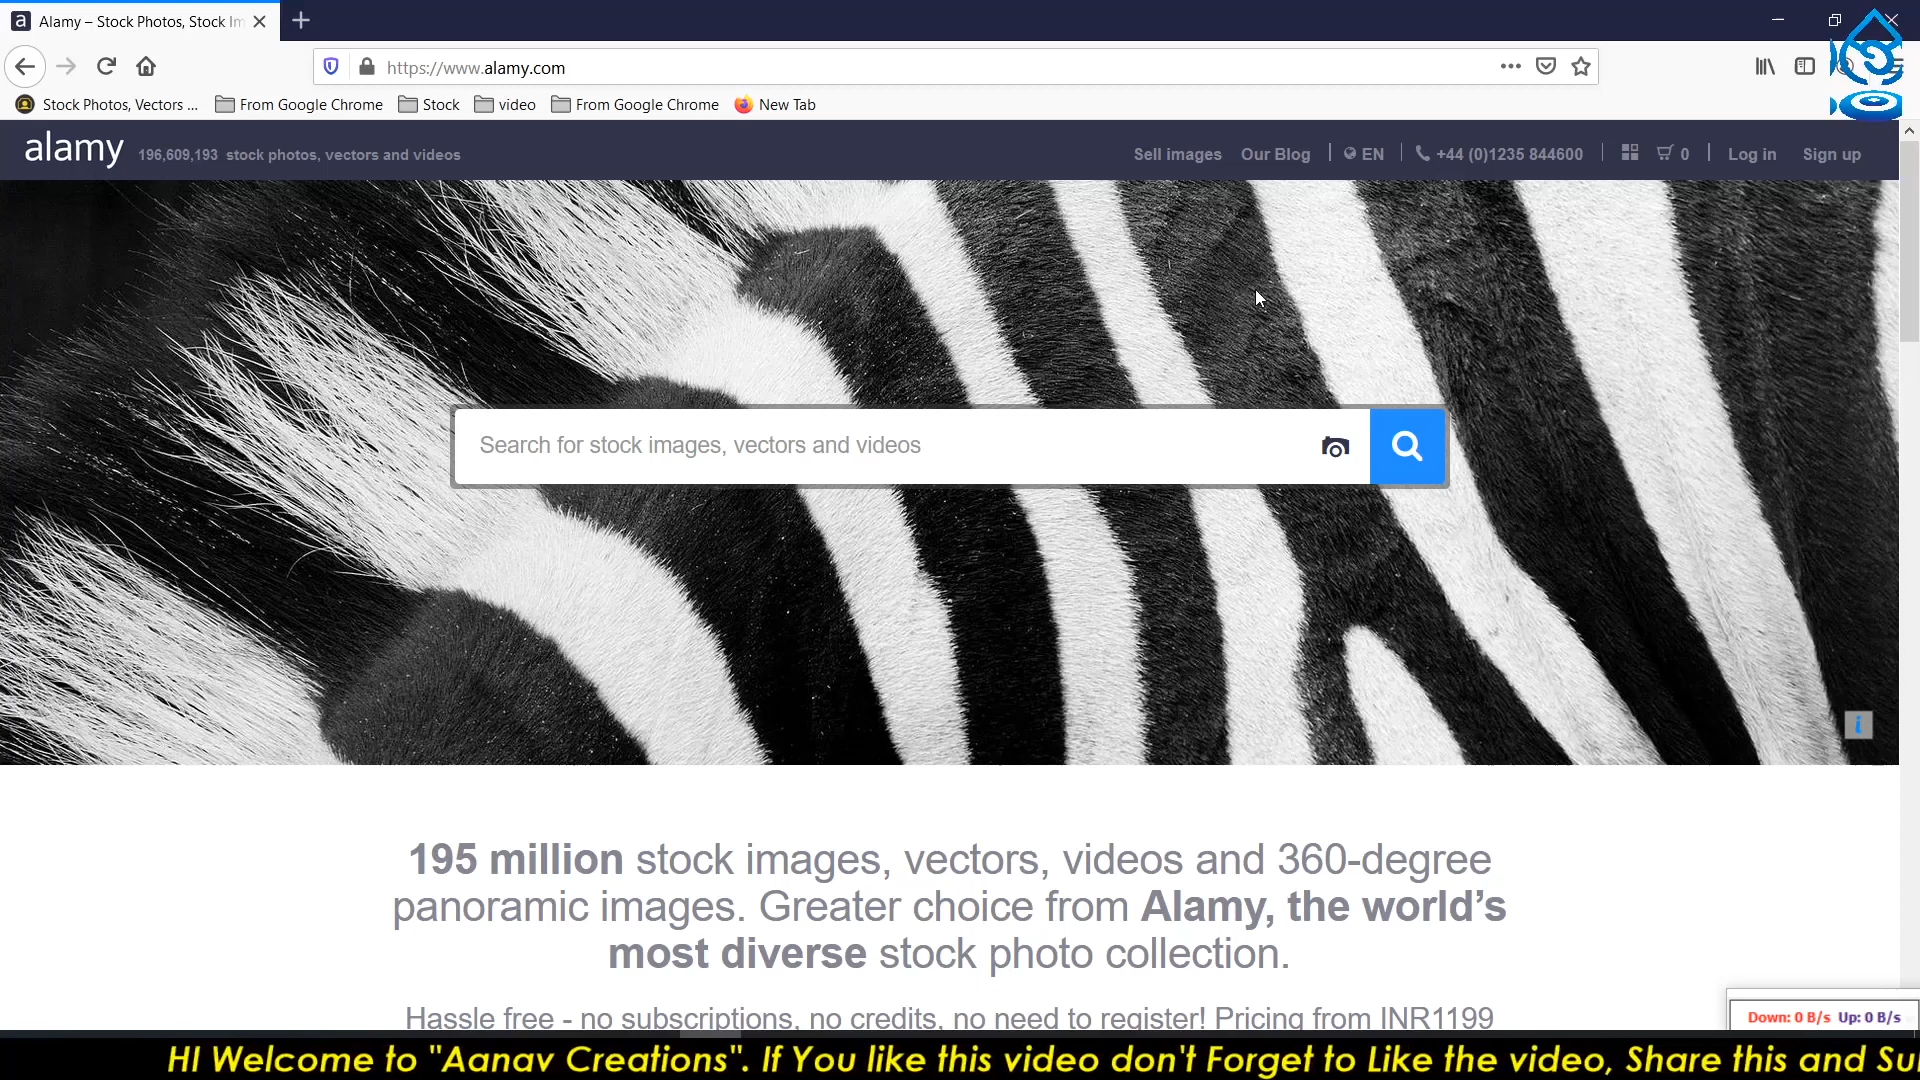 Alamy – Stock Photos, Stock Im
https://www.alamy.com
Stock Photos, Vectors ... From Google Chrome Stock video From Google Chrome New Tab
alamy 196,609,193 stock photos, vectors and videos Sell images Our Blog EN +44 (0)1235 844600 0 Log in Sign up
Search for stock images, vectors and videos
i
195 million stock images, vectors, videos and 360-degree
panoramic images. Greater choice from Alamy, the world’s
most diverse stock photo collection.
Hassle free - no subscriptions, no credits, no need to register! Pricing from INR1199
Down: 0 B/s Up: 0 B/s
HI Welcome to "Aanav Creations". If You like this video don't Forget to Like the video, Share this and Su